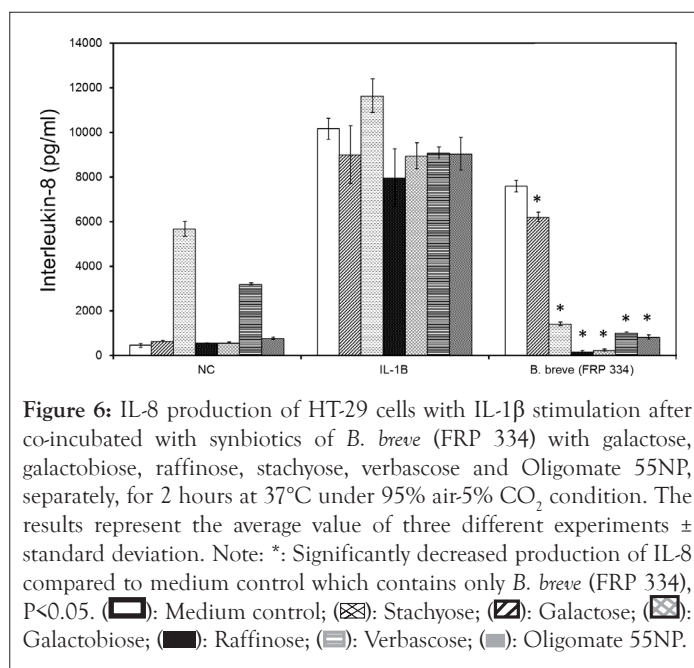 14000
12000
10000
8000
6000
4000
2000
0
Interleukin-8 (pg/ml)
* * * * * *
NC IL-1B B. breve (FRP 334)
Figure 6: IL-8 production of HT-29 cells with IL-1β stimulation after
co-incubated with synbiotics of B. breve (FRP 334) with galactose,
galactobiose, raffinose, stachyose, verbascose and Oligomate 55NP,
separately, for 2 hours at 37°C under 95% air-5% CO₂ condition. The
results represent the average value of three different experiments ±
standard deviation. Note: *: Significantly decreased production of IL-8
compared to medium control which contains only B. breve (FRP 334),
P<0.05. ( ): Medium control; ( ): Stachyose; ( ): Galactose; ( ):
Galactobiose; ( ): Raffinose; ( ): Verbascose; ( ): Oligomate 55NP.